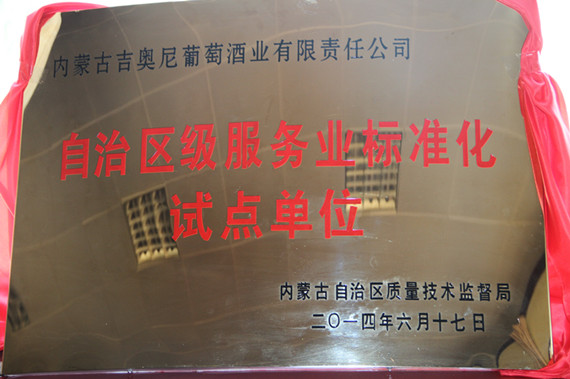 内蒙古吉奥尼葡萄酒业有限责任公司
自治区级服务业标准化
试点单位
内蒙古自治区质量技术监督局
二〇一四年六月十七日